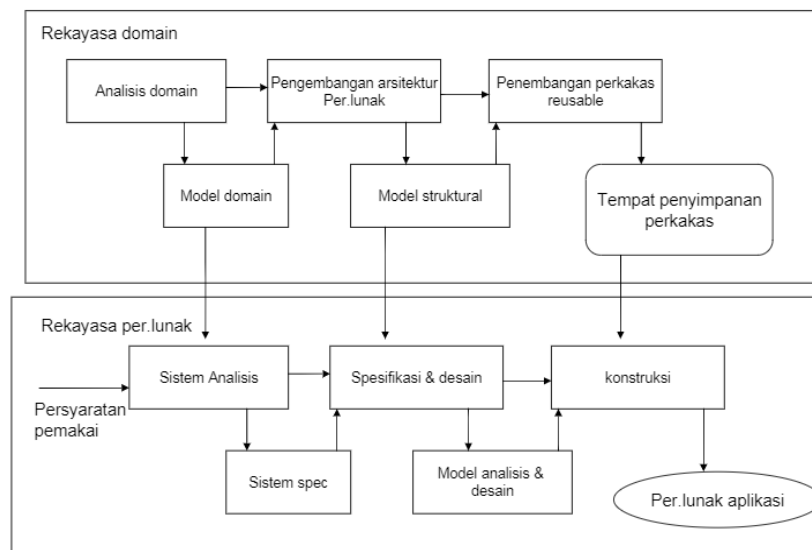 Rekayasa domain
Analisis domain
Pengembangan arsitektur
Per.lunak
Penembangan perkakas
reusable
Model domain
Model struktural
Tempat penyimpanan
perkakas
Rekayasa per.lunak
Persyaratan
pemakai
Sistem Analisis
Spesifikasi & desain
konstruksi
Sistem spec
Model analisis &
desain
Per.lunak aplikasi